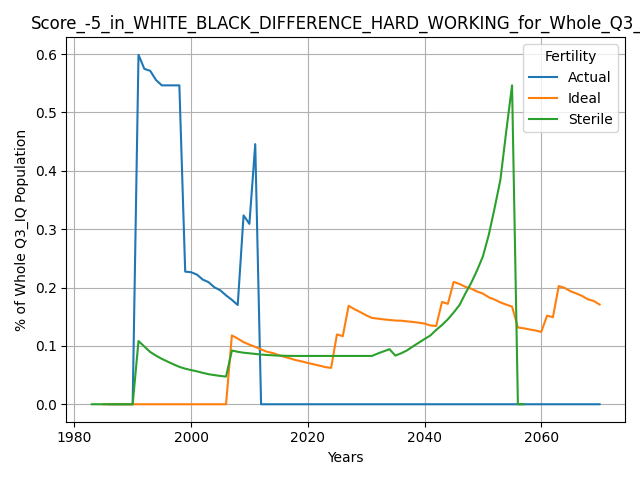 Score_-5_in_WHITE_BLACK_DIFFERENCE_HARD_WORKING_for_Whole_Q3_
% of Whole Q3_IQ Population
0.6
0.5
0.4
0.3
0.2
0.1
0.0
Fertility
Actual
Ideal
Sterile
1980 2000 2020 2040 2060
Years